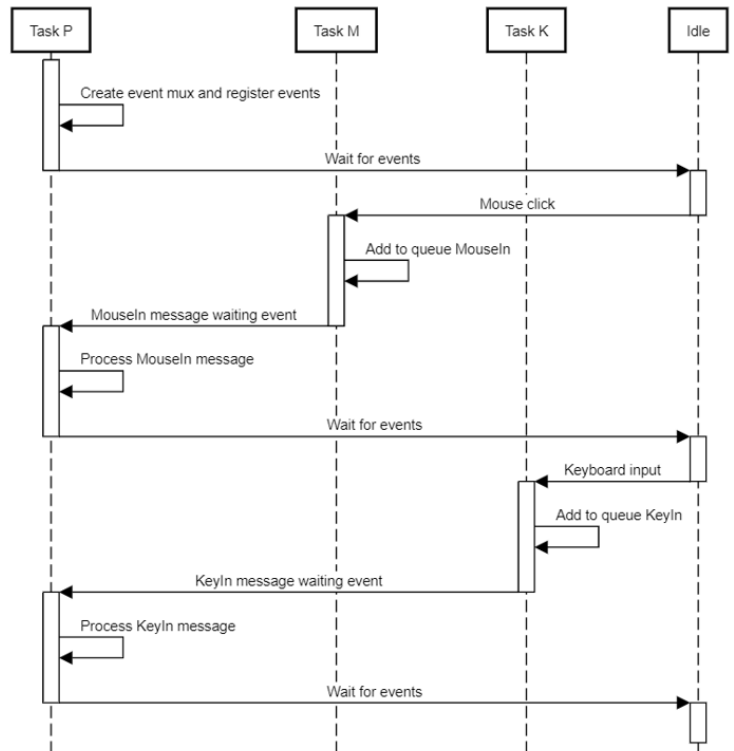 Task P
Task M
Task K
Idle
Create event mux and register events
Wait for events
Mouse click
Add to queue MouseIn
MouseIn message waiting event
Process MouseIn message
Wait for events
Keyboard input
Add to queue KeyIn
KeyIn message waiting event
Process KeyIn message
Wait for events